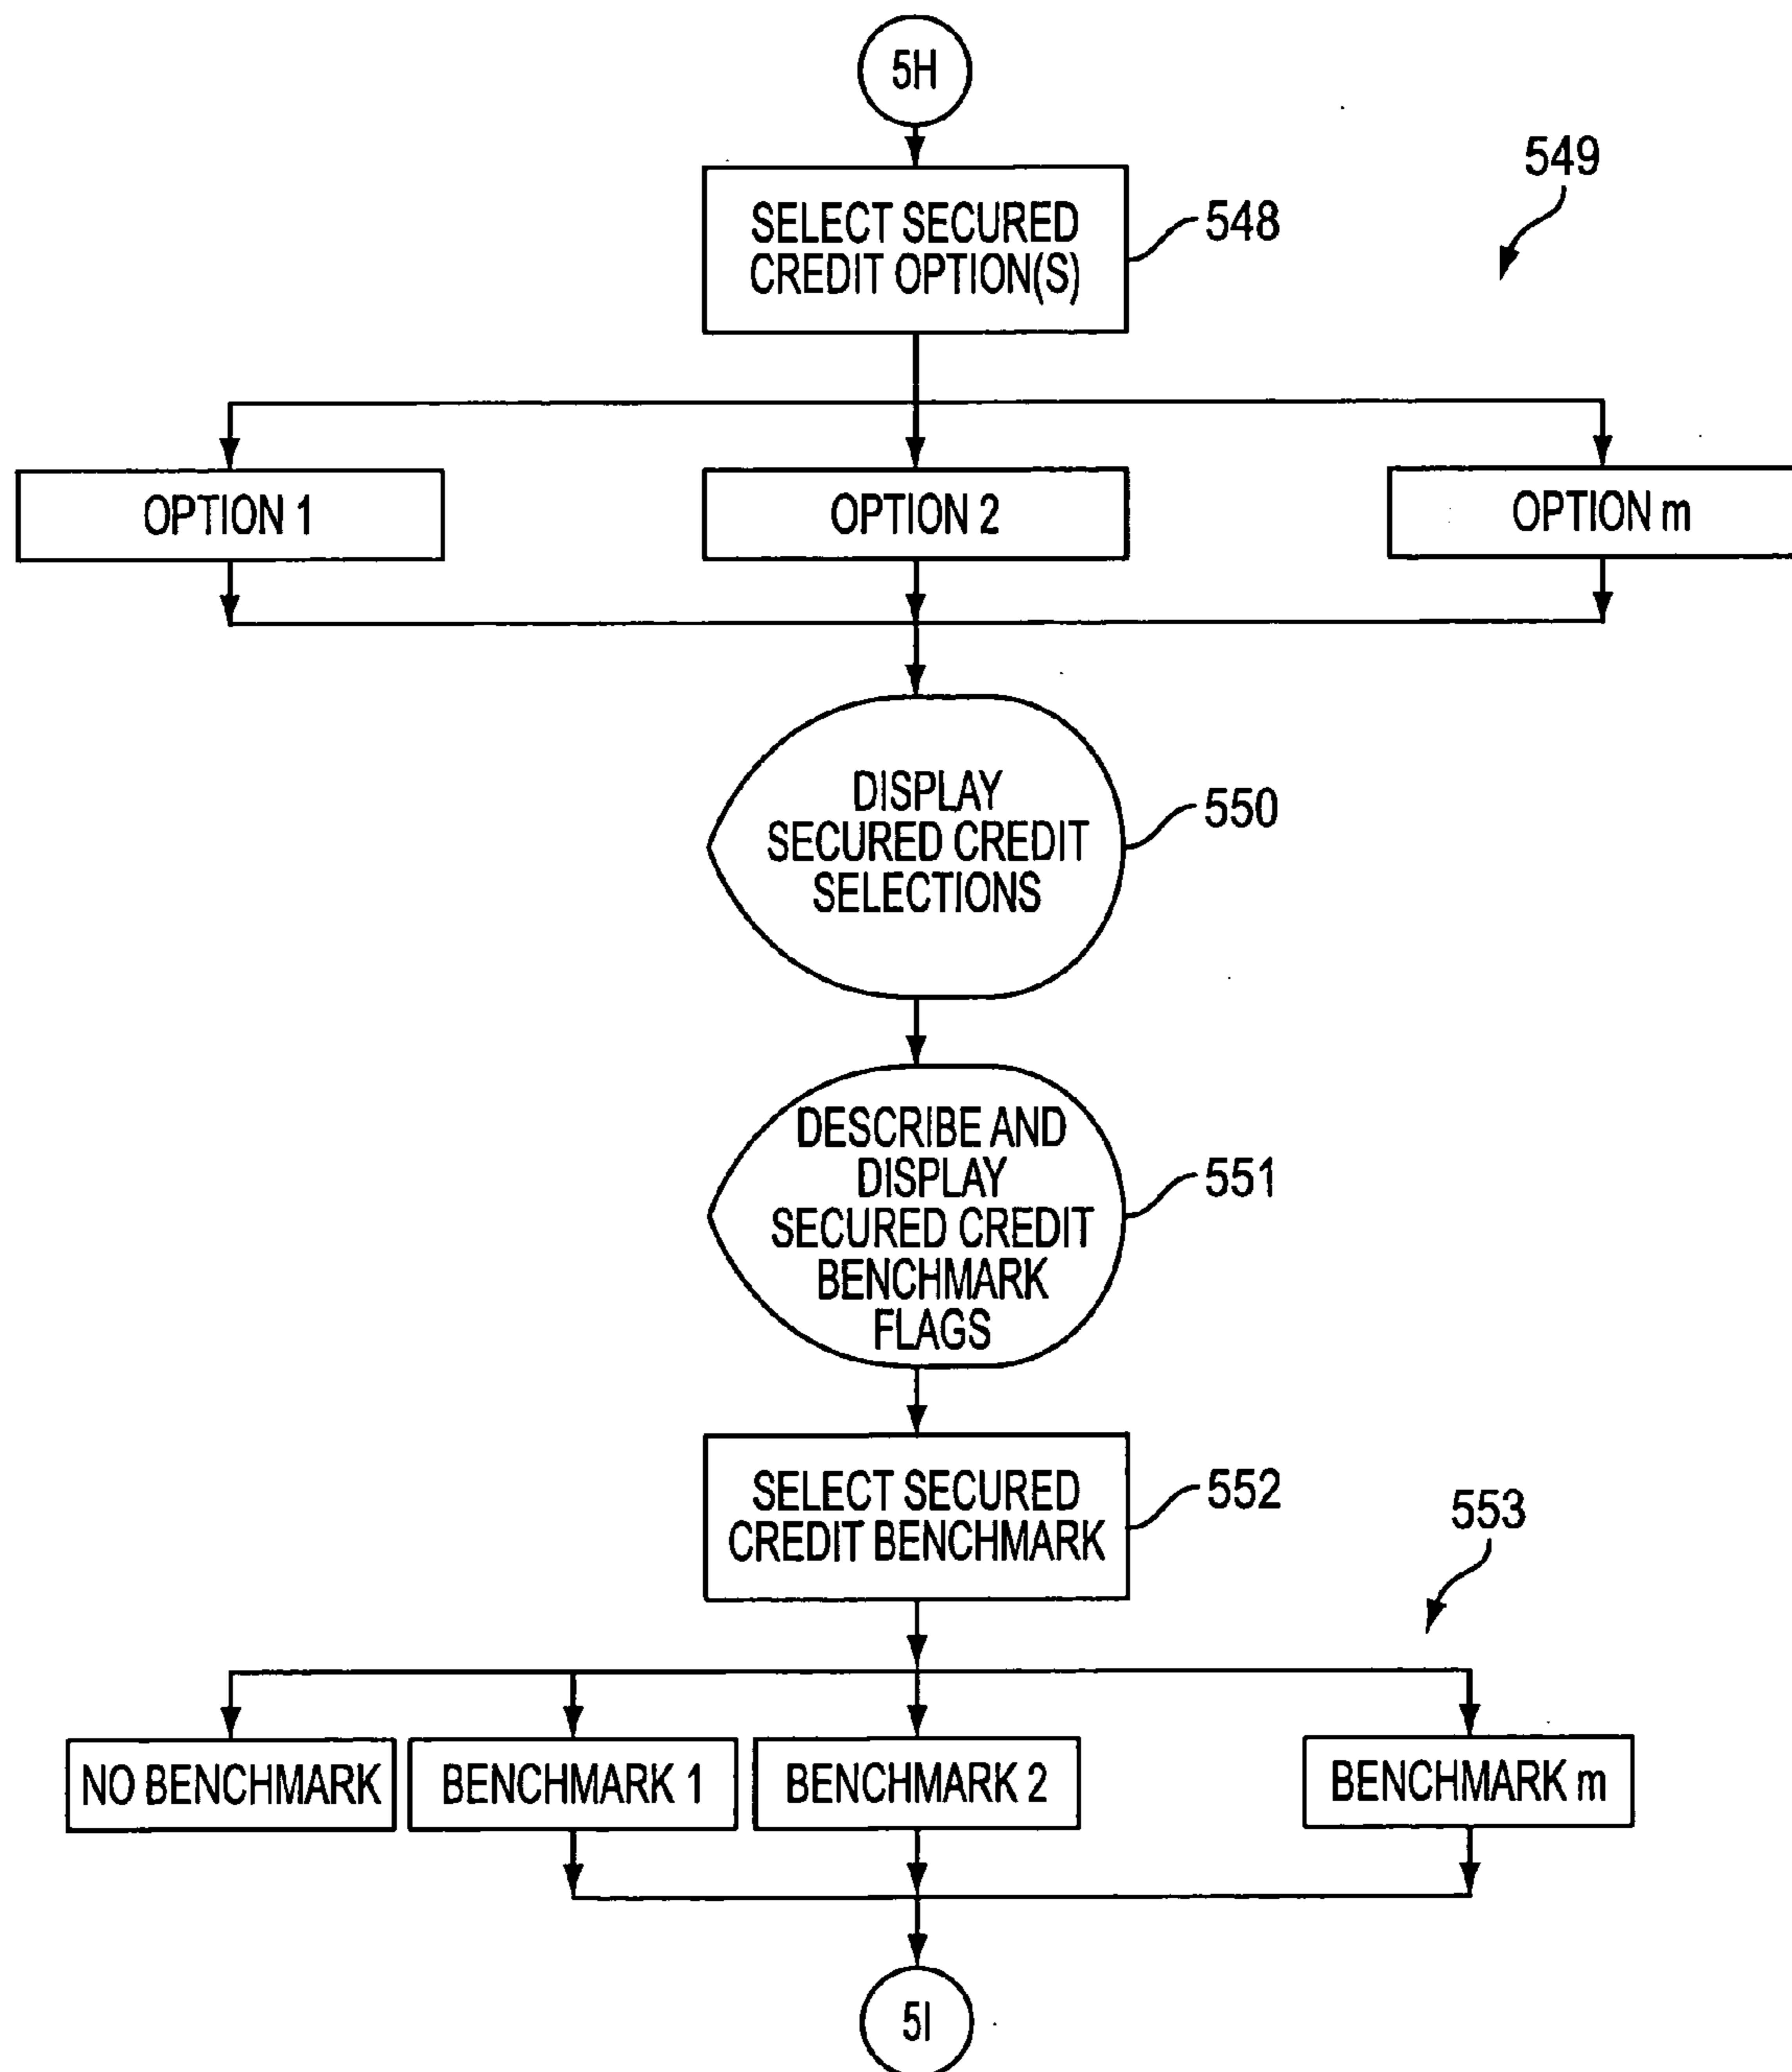 5H
549
SELECT SECURED
CREDIT OPTION(S)
548
OPTION 1
OPTION 2
OPTION m
DISPLAY
SECURED CREDIT
SELECTIONS
550
DESCRIBE AND
DISPLAY
SECURED CREDIT
BENCHMARK
FLAGS
551
SELECT SECURED
CREDIT BENCHMARK
552
553
NO BENCHMARK
BENCHMARK 1
BENCHMARK 2
BENCHMARK m
5I